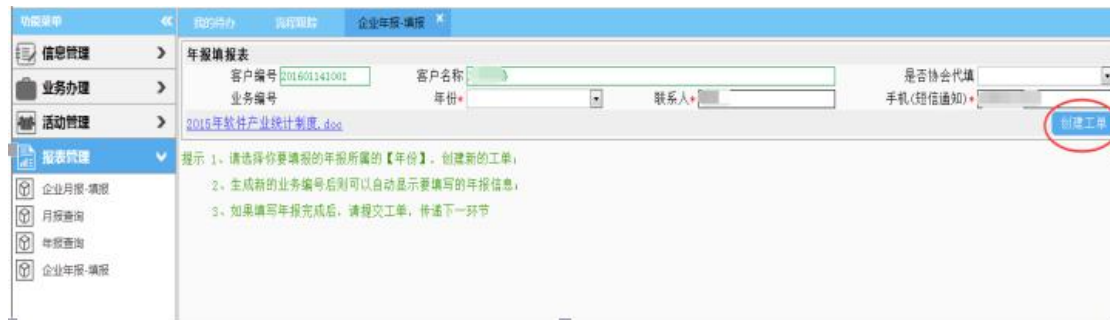 功能菜单
我的待办 流程跟踪 企业年报-填报
信息管理
业务办理
活动管理
报表管理
企业月报-填报
月报查询
年报查询
企业年报-填报
年报填报表
客户编号 201601141001 客户名称 是否协会代填
业务编号 年份* 联系人* 手机(短信通知)*
2015年软件产业统计制度.doc 创建工单
提示 1、请选择你要填报的年报所属的【年份】，创建新的工单；
2、生成新的业务编号后则可以自动显示要填写的年报信息；
3、如果填写年报完成后，请提交工单，传递下一环节